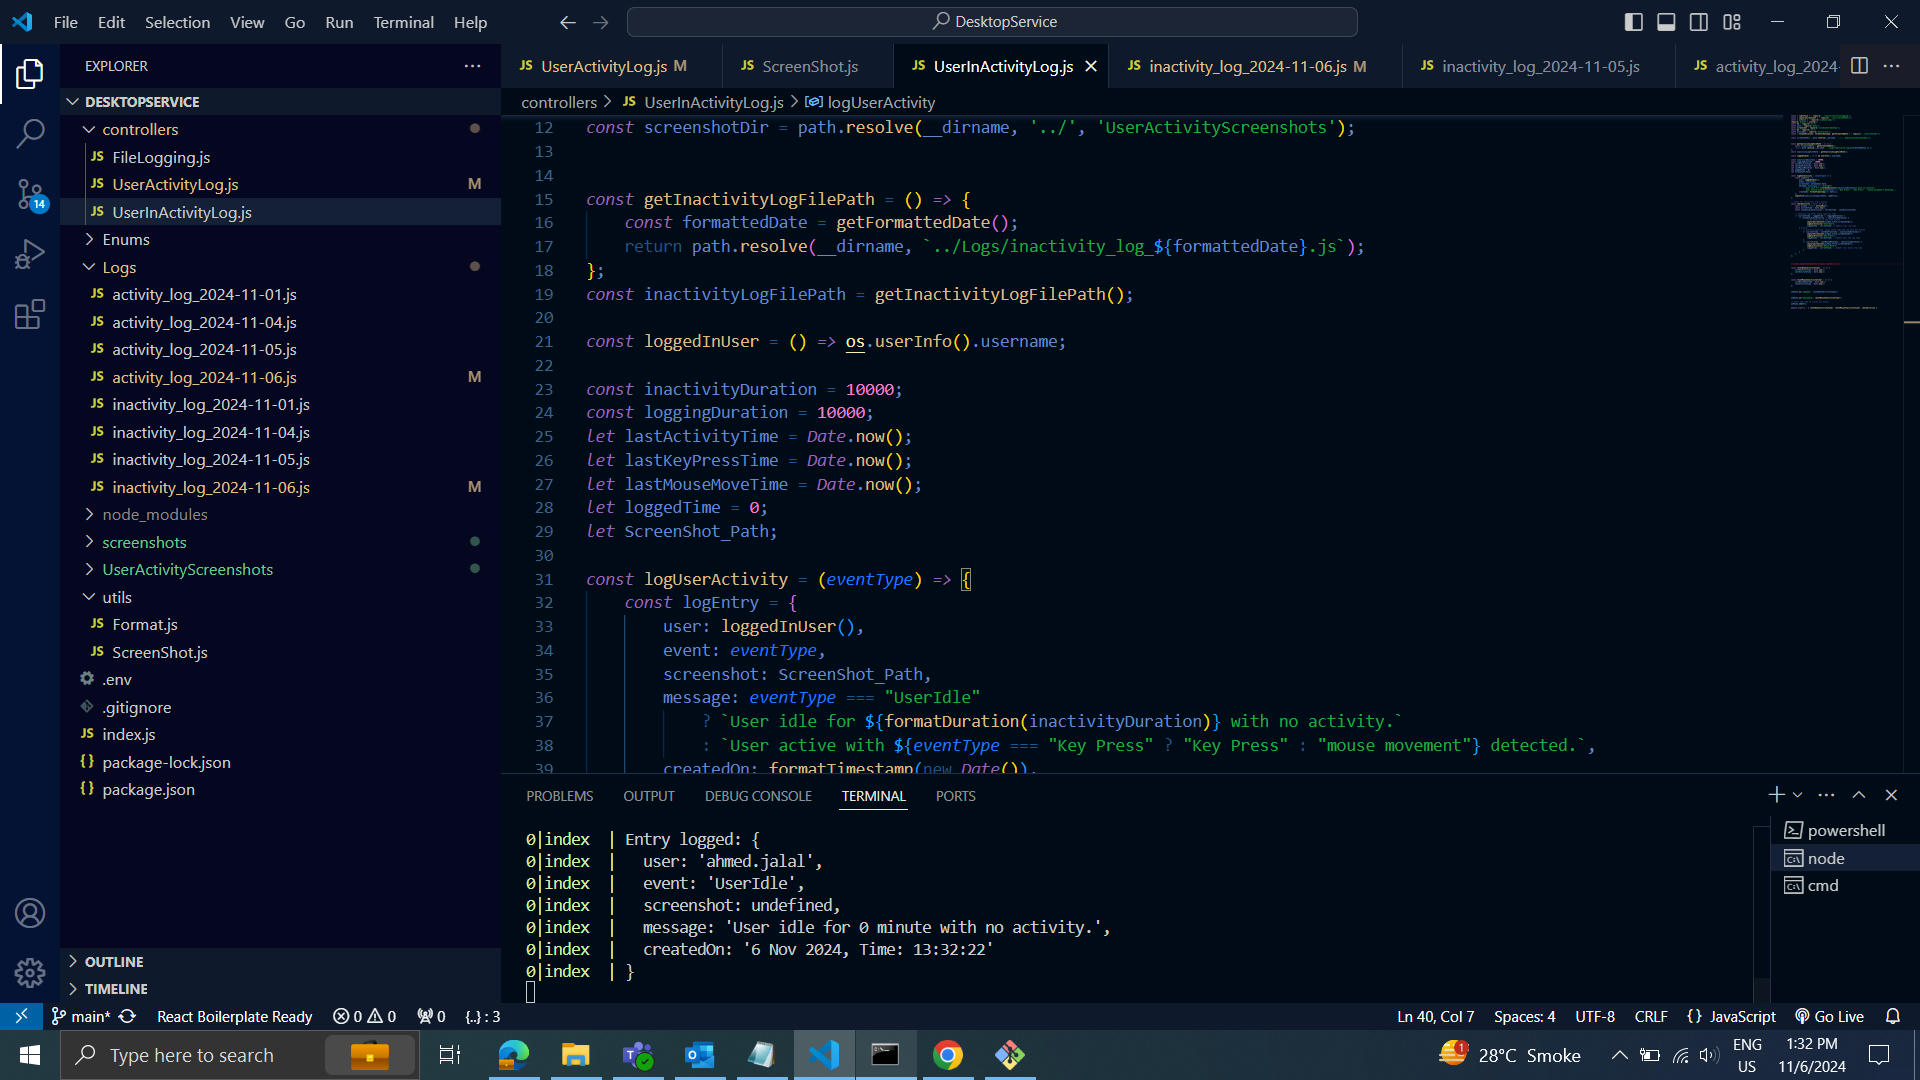 File Edit Selection View Go Run Terminal Help
DesktopService
EXPLORER
DESKTOPSERVICE
controllers
JS FileLogging.js
JS UserActivityLog.js M
JS UserInActivityLog.js
Enums
Logs
JS activity_log_2024-11-01.js
JS activity_log_2024-11-04.js
JS activity_log_2024-11-05.js
JS activity_log_2024-11-06.js M
JS inactivity_log_2024-11-01.js
JS inactivity_log_2024-11-04.js
JS inactivity_log_2024-11-05.js
JS inactivity_log_2024-11-06.js M
node_modules
screenshots
UserActivityScreenshots
utils
JS Format.js
JS ScreenShot.js
.env
.gitignore
JS index.js
{} package-lock.json
{} package.json
OUTLINE
TIMELINE
14
JS UserActivityLog.js M
JS ScreenShot.js
JS UserInActivityLog.js
JS inactivity_log_2024-11-06.js M
JS inactivity_log_2024-11-05.js
JS activity_log_2024-
controllers > JS UserInActivityLog.js > logUserActivity
12 const screenshotDir = path.resolve(__dirname, '../', 'UserActivityScreenshots');
13
14
15 const getInactivityLogFilePath = () => {
16 const formattedDate = getFormattedDate();
17 return path.resolve(__dirname, `../Logs/inactivity_log_${formattedDate}.js`);
18 };
19 const inactivityLogFilePath = getInactivityLogFilePath();
20
21 const loggedInUser = () => os.userInfo().username;
22
23 const inactivityDuration = 10000;
24 const loggingDuration = 10000;
25 let lastActivityTime = Date.now();
26 let lastKeyPressTime = Date.now();
27 let lastMouseMoveTime = Date.now();
28 let loggedTime = 0;
29 let ScreenShot_Path;
30
31 const logUserActivity = (eventType) => {
32 const logEntry = {
33 user: loggedInUser(),
34 event: eventType,
35 screenshot: ScreenShot_Path,
36 message: eventType === "UserIdle"
37 ? `User idle for ${formatDuration(inactivityDuration)} with no activity.`
38 : `User active with ${eventType === "Key Press" ? "Key Press" : "mouse movement"} detected.`,
39 createdOn: formatTimestamp(new Date()),
PROBLEMS OUTPUT DEBUG CONSOLE TERMINAL PORTS
0|index | Entry logged: {
0|index | user: 'ahmed.jalal',
0|index | event: 'UserIdle',
0|index | screenshot: undefined,
0|index | message: 'User idle for 0 minute with no activity.',
0|index | createdOn: '6 Nov 2024, Time: 13:32:22'
0|index | }
powershell
node
cmd
main* React Boilerplate Ready 0 0 0 {..} : 3
Ln 40, Col 7 Spaces: 4 UTF-8 CRLF {} JavaScript Go Live
Type here to search
1
28°C Smoke
ENG
US
1:32 PM
11/6/2024